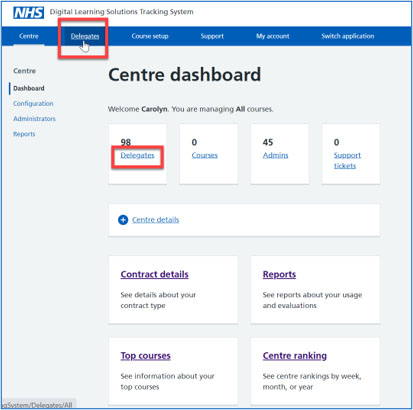 NHS Digital Learning Solutions Tracking System
Centre Delegates Course setup Support My account Switch application
Centre
Dashboard
Configuration
Administrators
Reports
Centre dashboard
Welcome Carolyn. You are managing All courses.
98
Delegates
0
Courses
45
Admins
0
Support
tickets
Centre details
Contract details
See details about your
contract type
Reports
See reports about your usage
and evaluations
Top courses
See information about your
top courses
Centre ranking
See centre rankings by week,
month, or year
ngSystem/Delegates/All